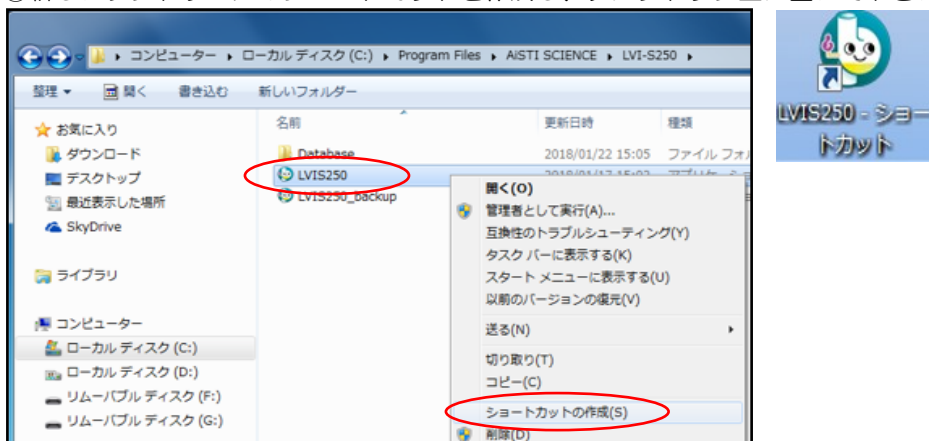 コンピューター ▸ ローカル ディスク (C:) ▸ Program Files ▸ AiSTI SCIENCE ▸ LVI-S250 ▸
整理 ▼ 開く 書き込む 新しいフォルダー
お気に入り
ダウンロード
デスクトップ
最近表示した場所
SkyDrive
ライブラリ
コンピューター
ローカル ディスク (C:)
ローカル ディスク (D:)
リムーバブル ディスク (F:)
リムーバブル ディスク (G:)
名前 更新日時 種類
Database 2018/01/22 15:05 ファイル フォ
LVIS250
LVIS250_backup
開く(O)
管理者として実行(A)...
互換性のトラブルシューティング(Y)
タスク バーに表示する(K)
スタート メニューに表示する(U)
以前のバージョンの復元(V)
送る(N)
切り取り(T)
コピー(C)
ショートカットの作成(S)
削除(D)
LVIS250 - ショー
トカット